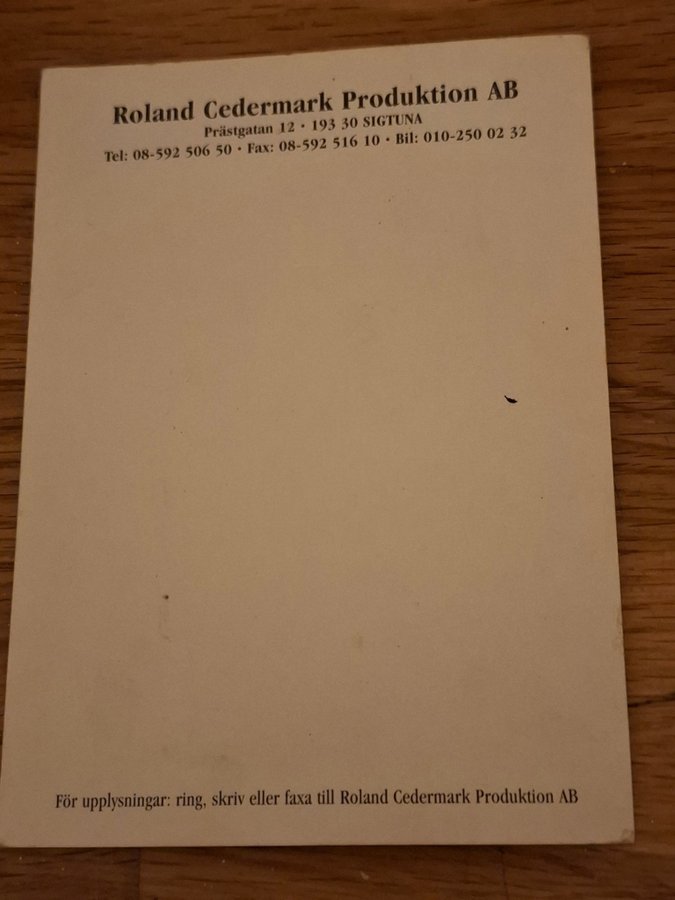 Roland Cedermark Produktion AB
Prästgatan 12 • 193 30 SIGTUNA
Tel: 08-592 506 50 • Fax: 08-592 516 10 • Bil: 010-250 02 32
För upplysningar: ring, skriv eller faxa till Roland Cedermark Produktion AB